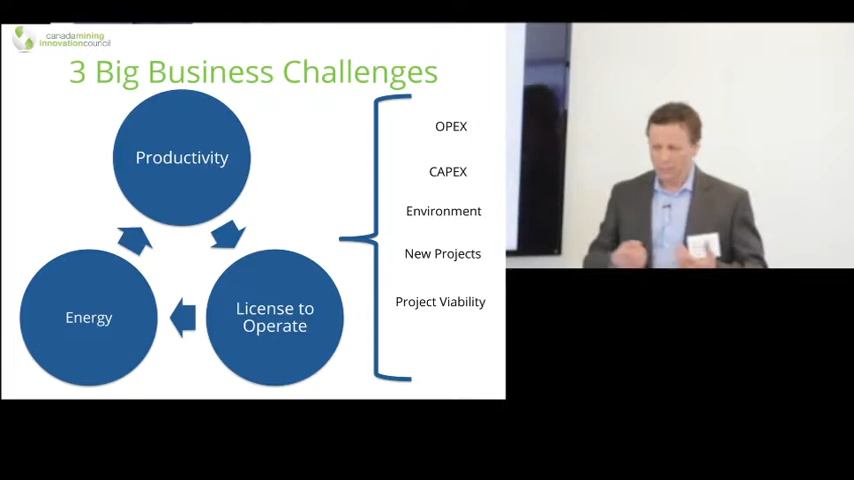 canadamining
innovationcouncil
3 Big Business Challenges
Productivity
License to
Operate
Energy
OPEX
CAPEX
Environment
New Projects
Project Viability